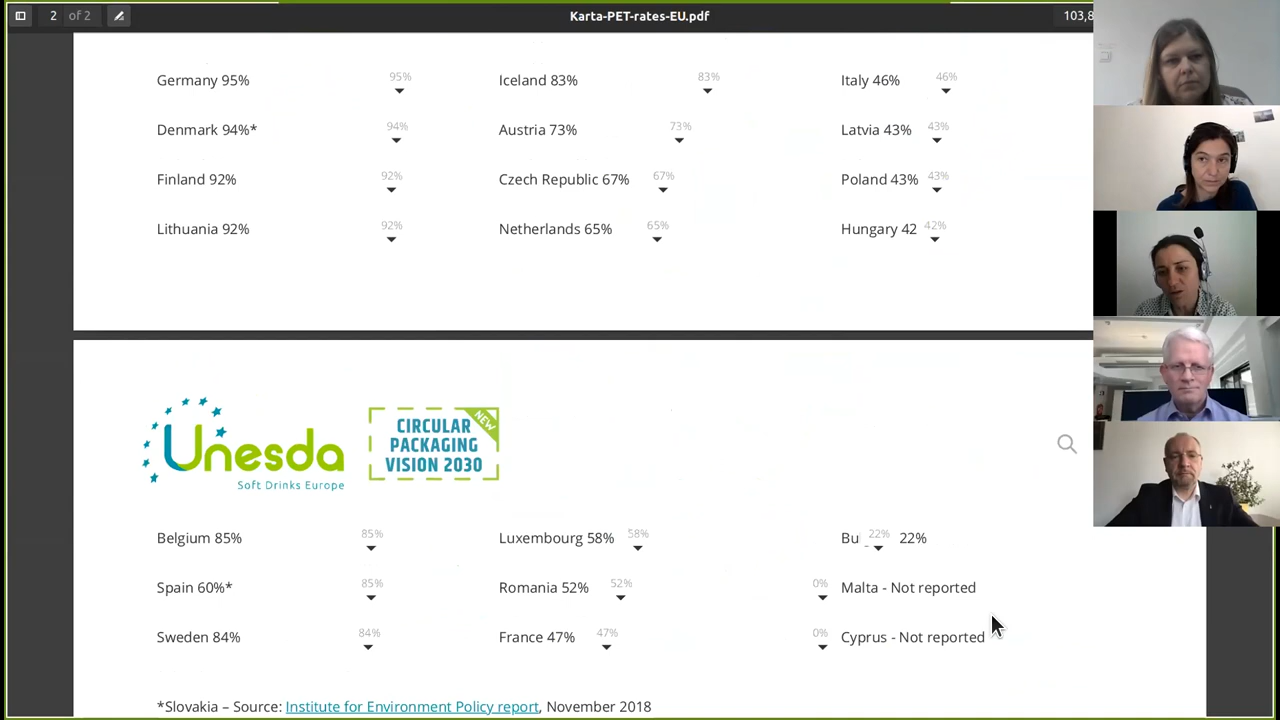 2 of 2 Karta-PET-rates-EU.pdf 103,8
95% 83% 46%
Germany 95% Iceland 83% Italy 46%
94% 73% 43%
Denmark 94%* Austria 73% Latvia 43%
92% 67% 43%
Finland 92% Czech Republic 67% Poland 43%
92% 65% 42%
Lithuania 92% Netherlands 65% Hungary 42
Unesda
Soft Drinks Europe
NEW
CIRCULAR
PACKAGING
VISION 2030
85% 58% 22%
Belgium 85% Luxembourg 58% Bu 22%
85% 52% 0%
Spain 60%* Romania 52% Malta - Not reported
84% 47% 0%
Sweden 84% France 47% Cyprus - Not reported
*Slovakia – Source: Institute for Environment Policy report, November 2018